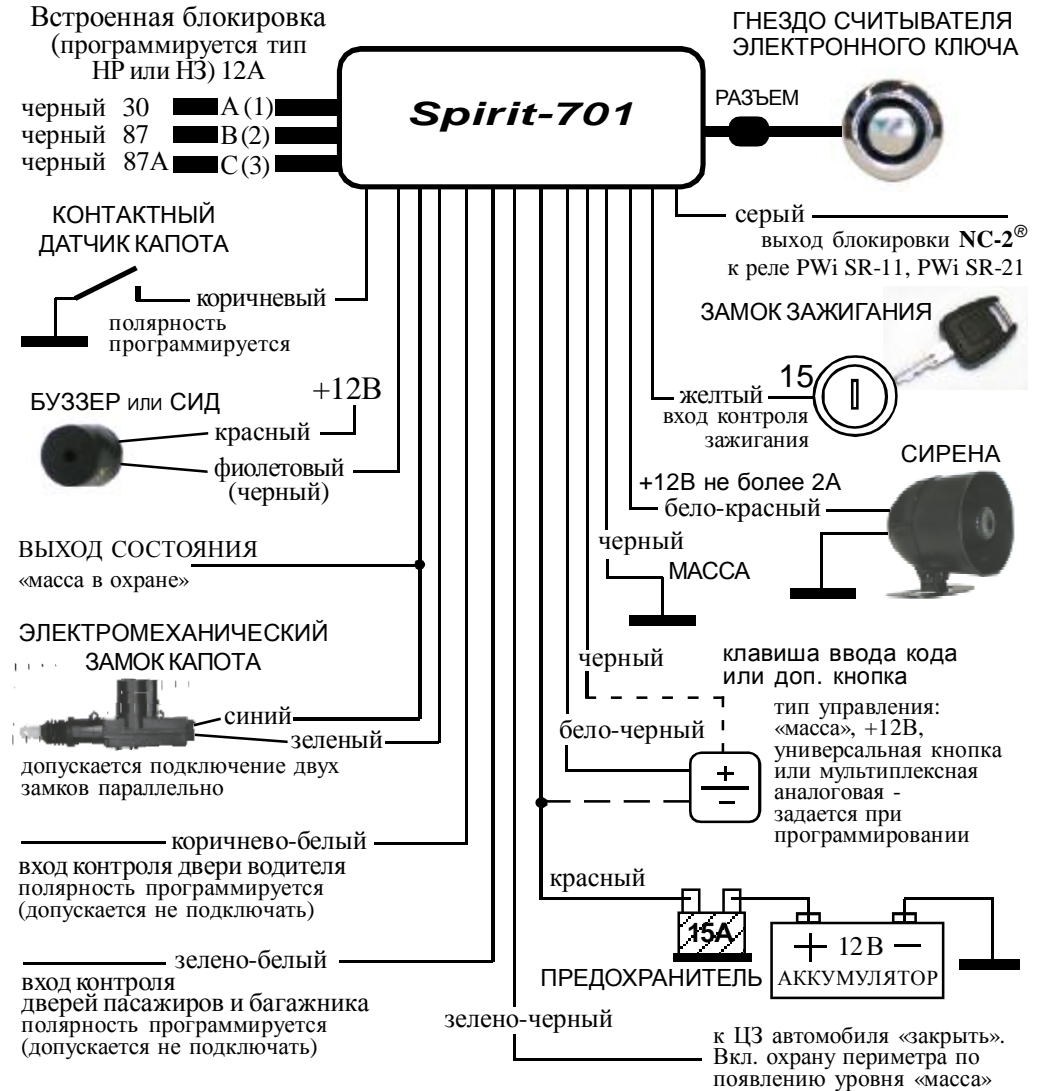 Встроенная блокировка
(программируется тип
НР или НЗ) 12А
черный 30 А (1)
черный 87 В (2)
черный 87А С (3)
Spirit-701
ГНЕЗДО СЧИТЫВАТЕЛЯ
ЭЛЕКТРОННОГО КЛЮЧА
РАЗЪЕМ
серый
выход блокировки NC-2®
к реле PWi SR-11, PWi SR-21
КОНТАКТНЫЙ
ДАТЧИК КАПОТА
коричневый
полярность
программируется
ЗАМОК ЗАЖИГАНИЯ
15
желтый
вход контроля
зажигания
БУЗЗЕР или СИД
+12В
красный
фиолетовый
(черный)
СИРЕНА
+12В не более 2А
бело-красный
черный
МАССА
ВЫХОД СОСТОЯНИЯ
«масса в охране»
ЭЛЕКТРОМЕХАНИЧЕСКИЙ
ЗАМОК КАПОТА
синий
зеленый
допускается подключение двух
замков параллельно
черный
бело-черный
клавиша ввода кода
или доп. кнопка
тип управления:
«масса», +12В,
универсальная кнопка
или мультиплексная
аналоговая -
задается при
программировании
+
−
коричнево-белый
вход контроля двери водителя
полярность программируется
(допускается не подключать)
красный
15А
ПРЕДОХРАНИТЕЛЬ
+ 12В −
АККУМУЛЯТОР
зелено-белый
вход контроля
дверей пасажиров и багажника
полярность программируется
(допускается не подключать)
зелено-черный
к ЦЗ автомобиля «закрыть».
Вкл. охрану периметра по
появлению уровня «масса»